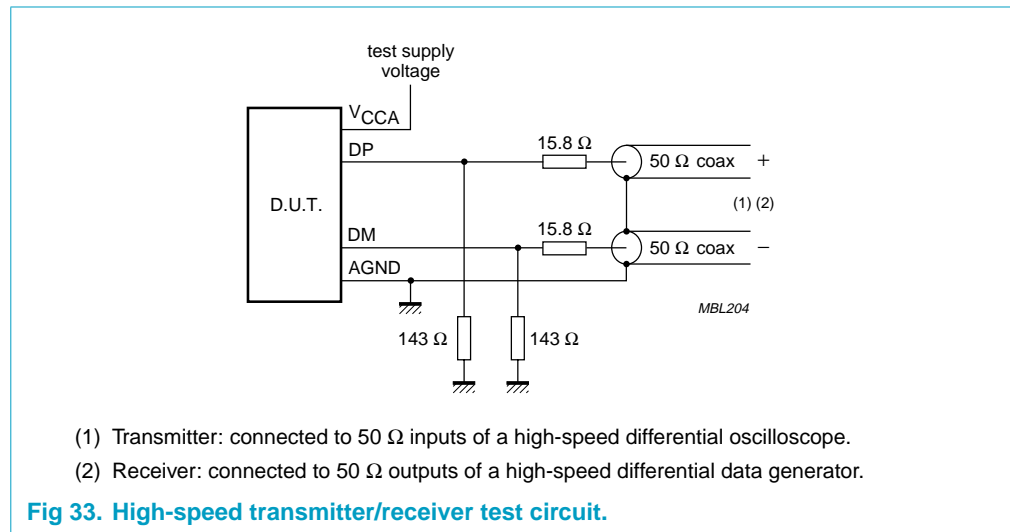 test supply
voltage
VCCA
DP
15.8 Ω
50 Ω coax +
D.U.T.
(1) (2)
15.8 Ω
DM
50 Ω coax −
AGND
MBL204
143 Ω
143 Ω
(1) Transmitter: connected to 50 Ω inputs of a high-speed differential oscilloscope.
(2) Receiver: connected to 50 Ω outputs of a high-speed differential data generator.
Fig 33. High-speed transmitter/receiver test circuit.